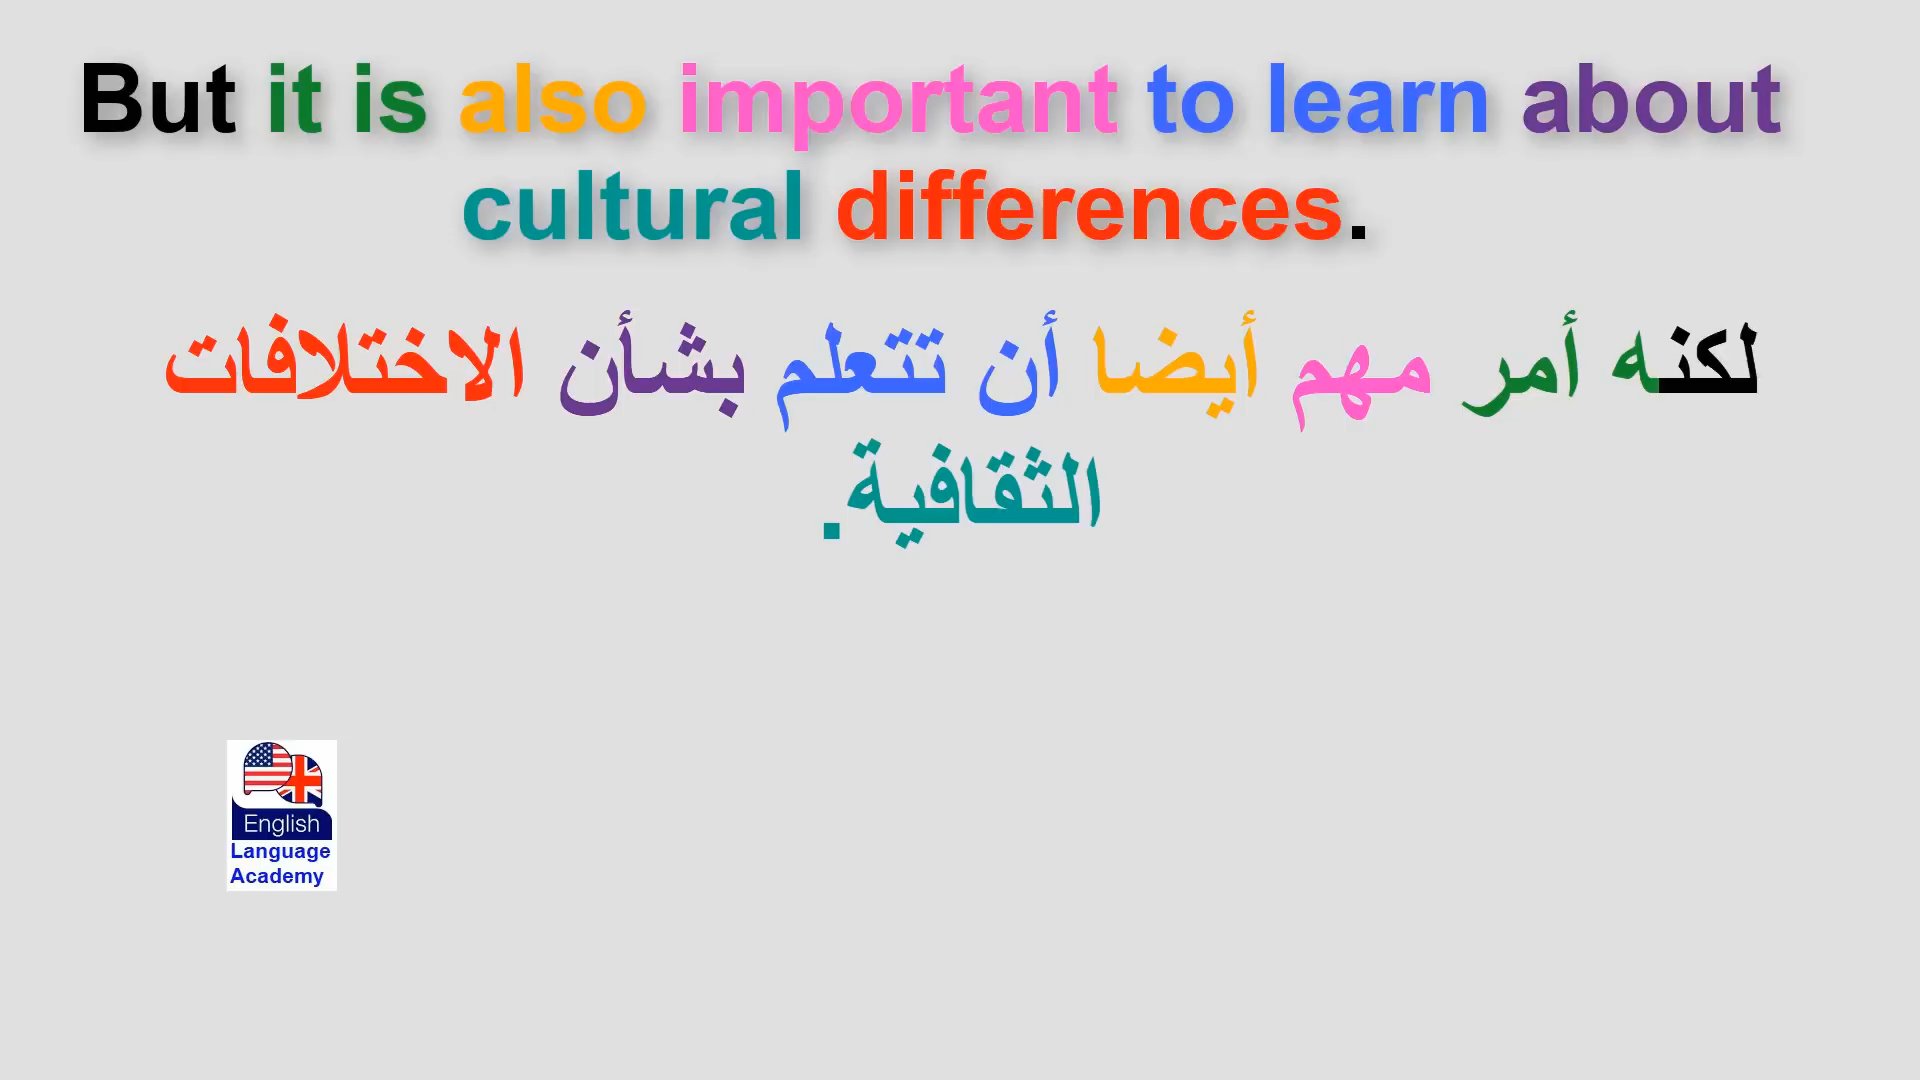 But it is also important to learn about
cultural differences.
لكنه أمر مهم أيضا أن تتعلم بشأن الاختلافات
الثقافية.
English
Language
Academy